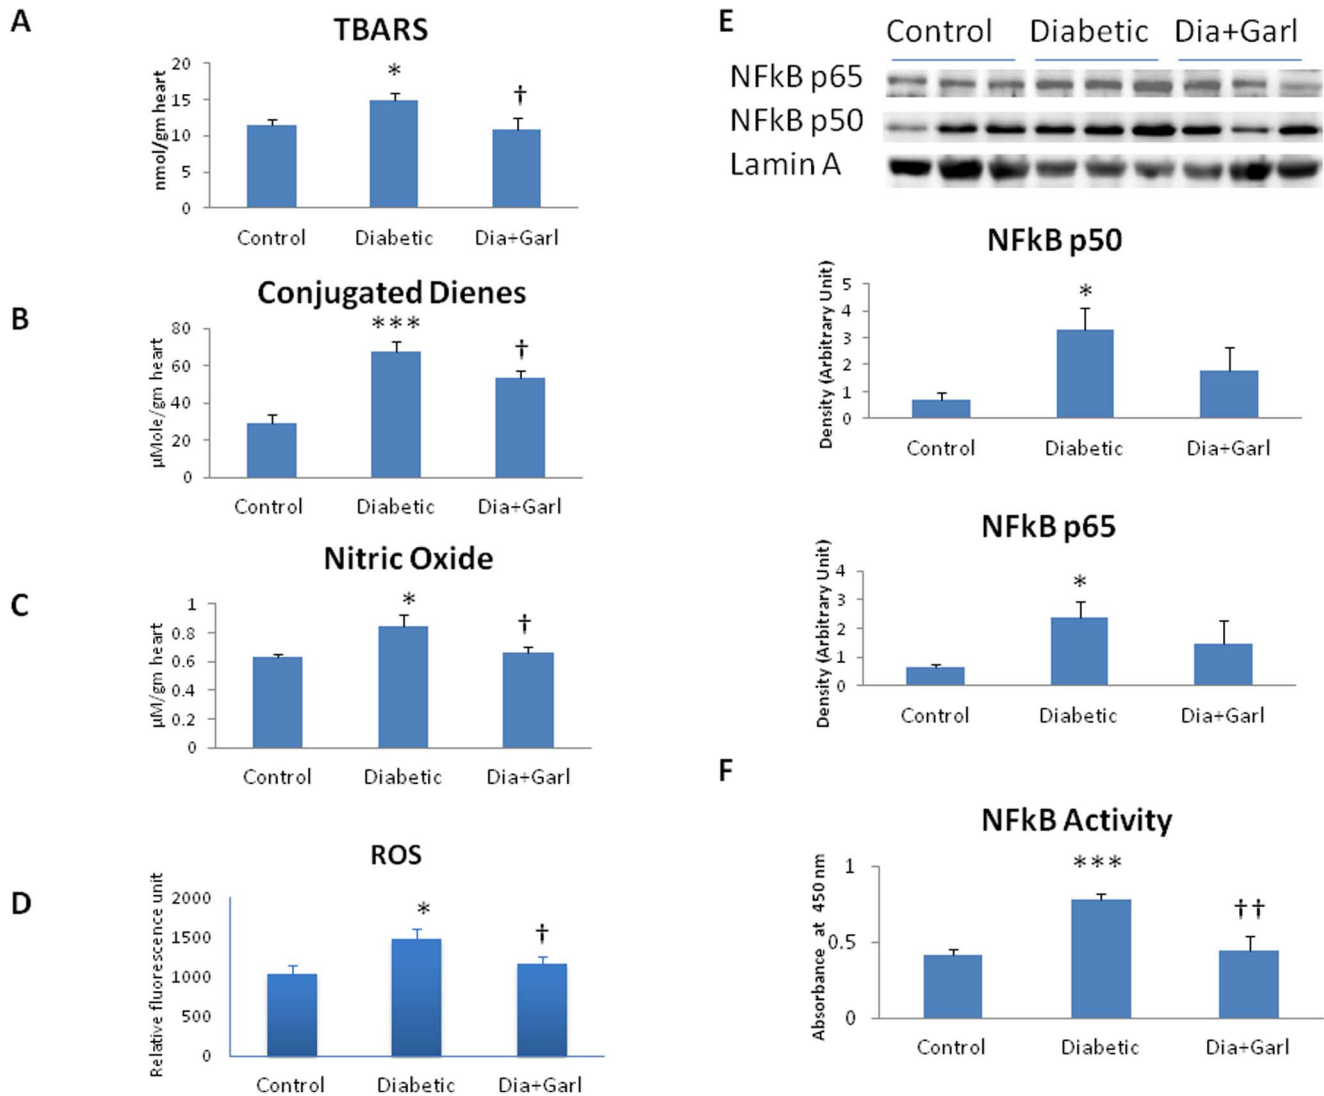 A
TBARS
nmol/gm heart
20
15
10
5
0
*
†
Control Diabetic Dia+Garl
B
Conjugated Dienes
µMole/gm heart
80
60
40
20
0
***
†
Control Diabetic Dia+Garl
C
Nitric Oxide
µM/gm heart
1
0.8
0.6
0.4
0.2
0
*
†
Control Diabetic Dia+Garl
D
ROS
Relative fluorescence unit
2000
1500
1000
500
0
*
†
Control Diabetic Dia+Garl
E
Control Diabetic Dia+Garl
NFkB p65
NFkB p50
Lamin A
NFkB p50
Density (Arbitrary Unit)
5
4
3
2
1
0
*
Control Diabetic Dia+Garl
NFkB p65
Density (Arbitrary Unit)
4
3
2
1
0
*
Control Diabetic Dia+Garl
F
NFkB Activity
Absorbance at 450 nm
1
0.5
0
***
††
Control Diabetic Dia+Garl